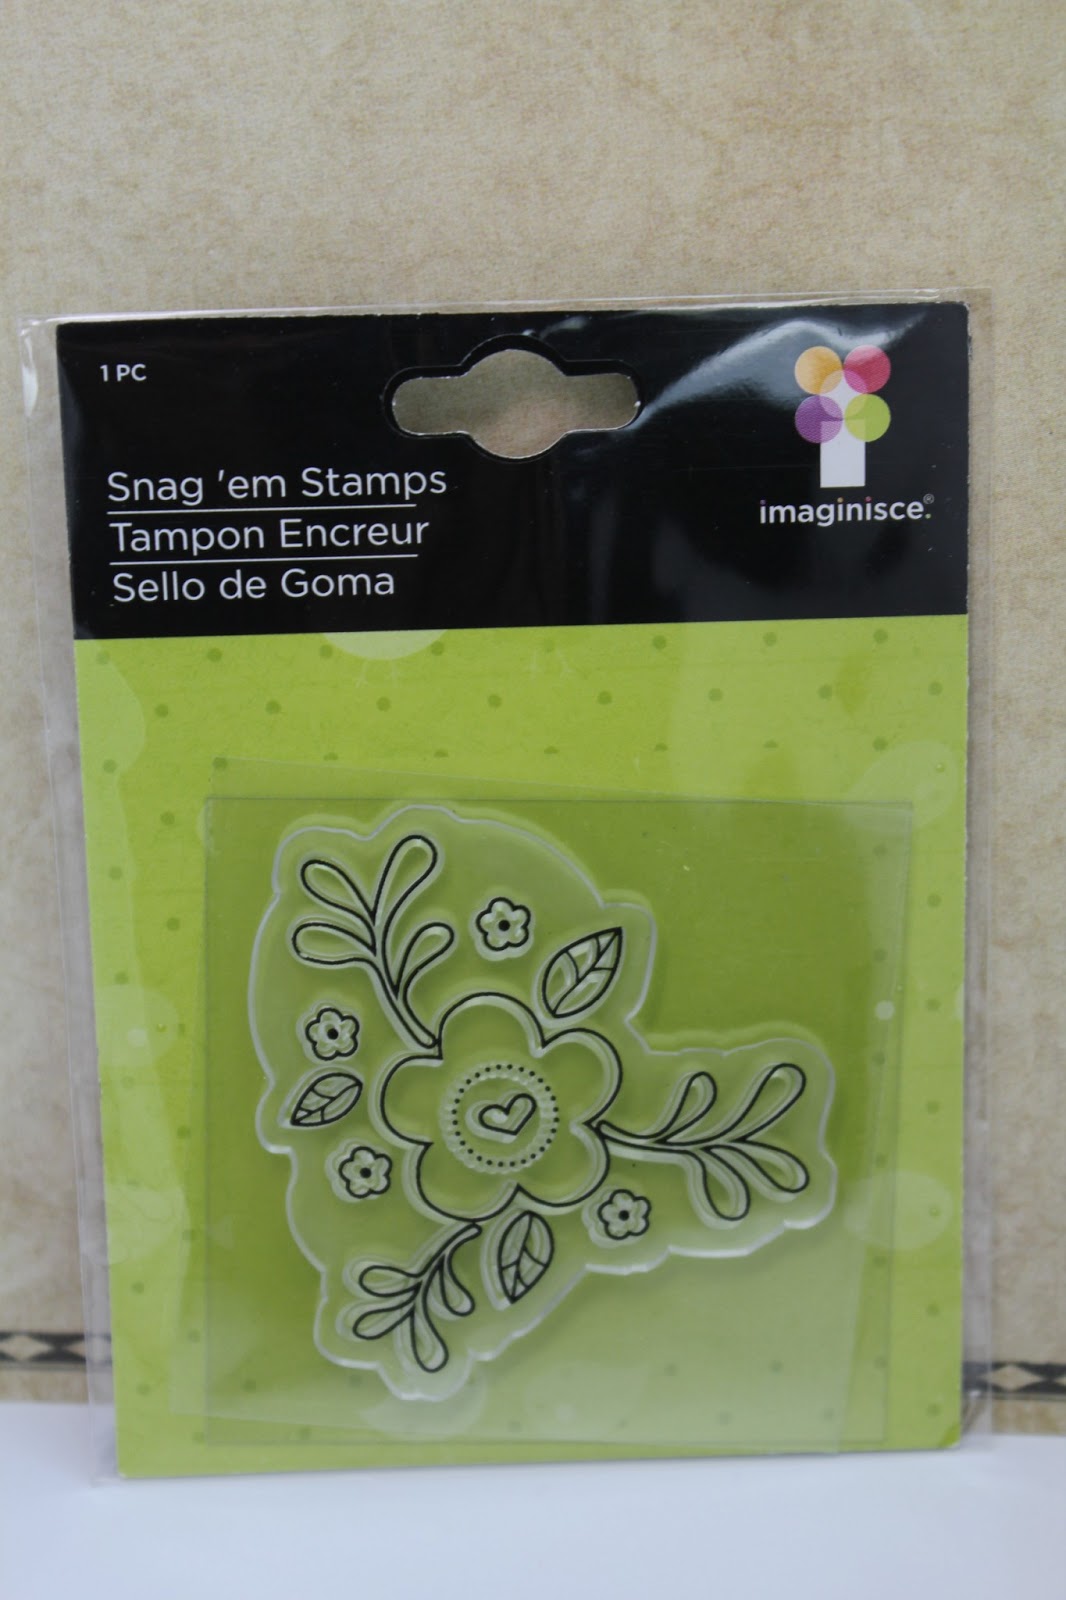 1 PC
Snag 'em Stamps
Tampon Encreur
Sello de Goma
imaginisce®